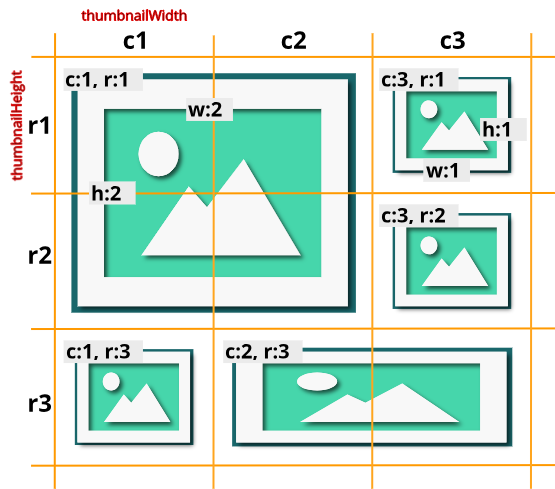 thumbnailWidth
c1 c2 c3
thumbnailHeight
r1
c:1, r:1
w:2
h:2
c:3, r:1
h:1
w:1
r2
c:3, r:2
r3
c:1, r:3
c:2, r:3